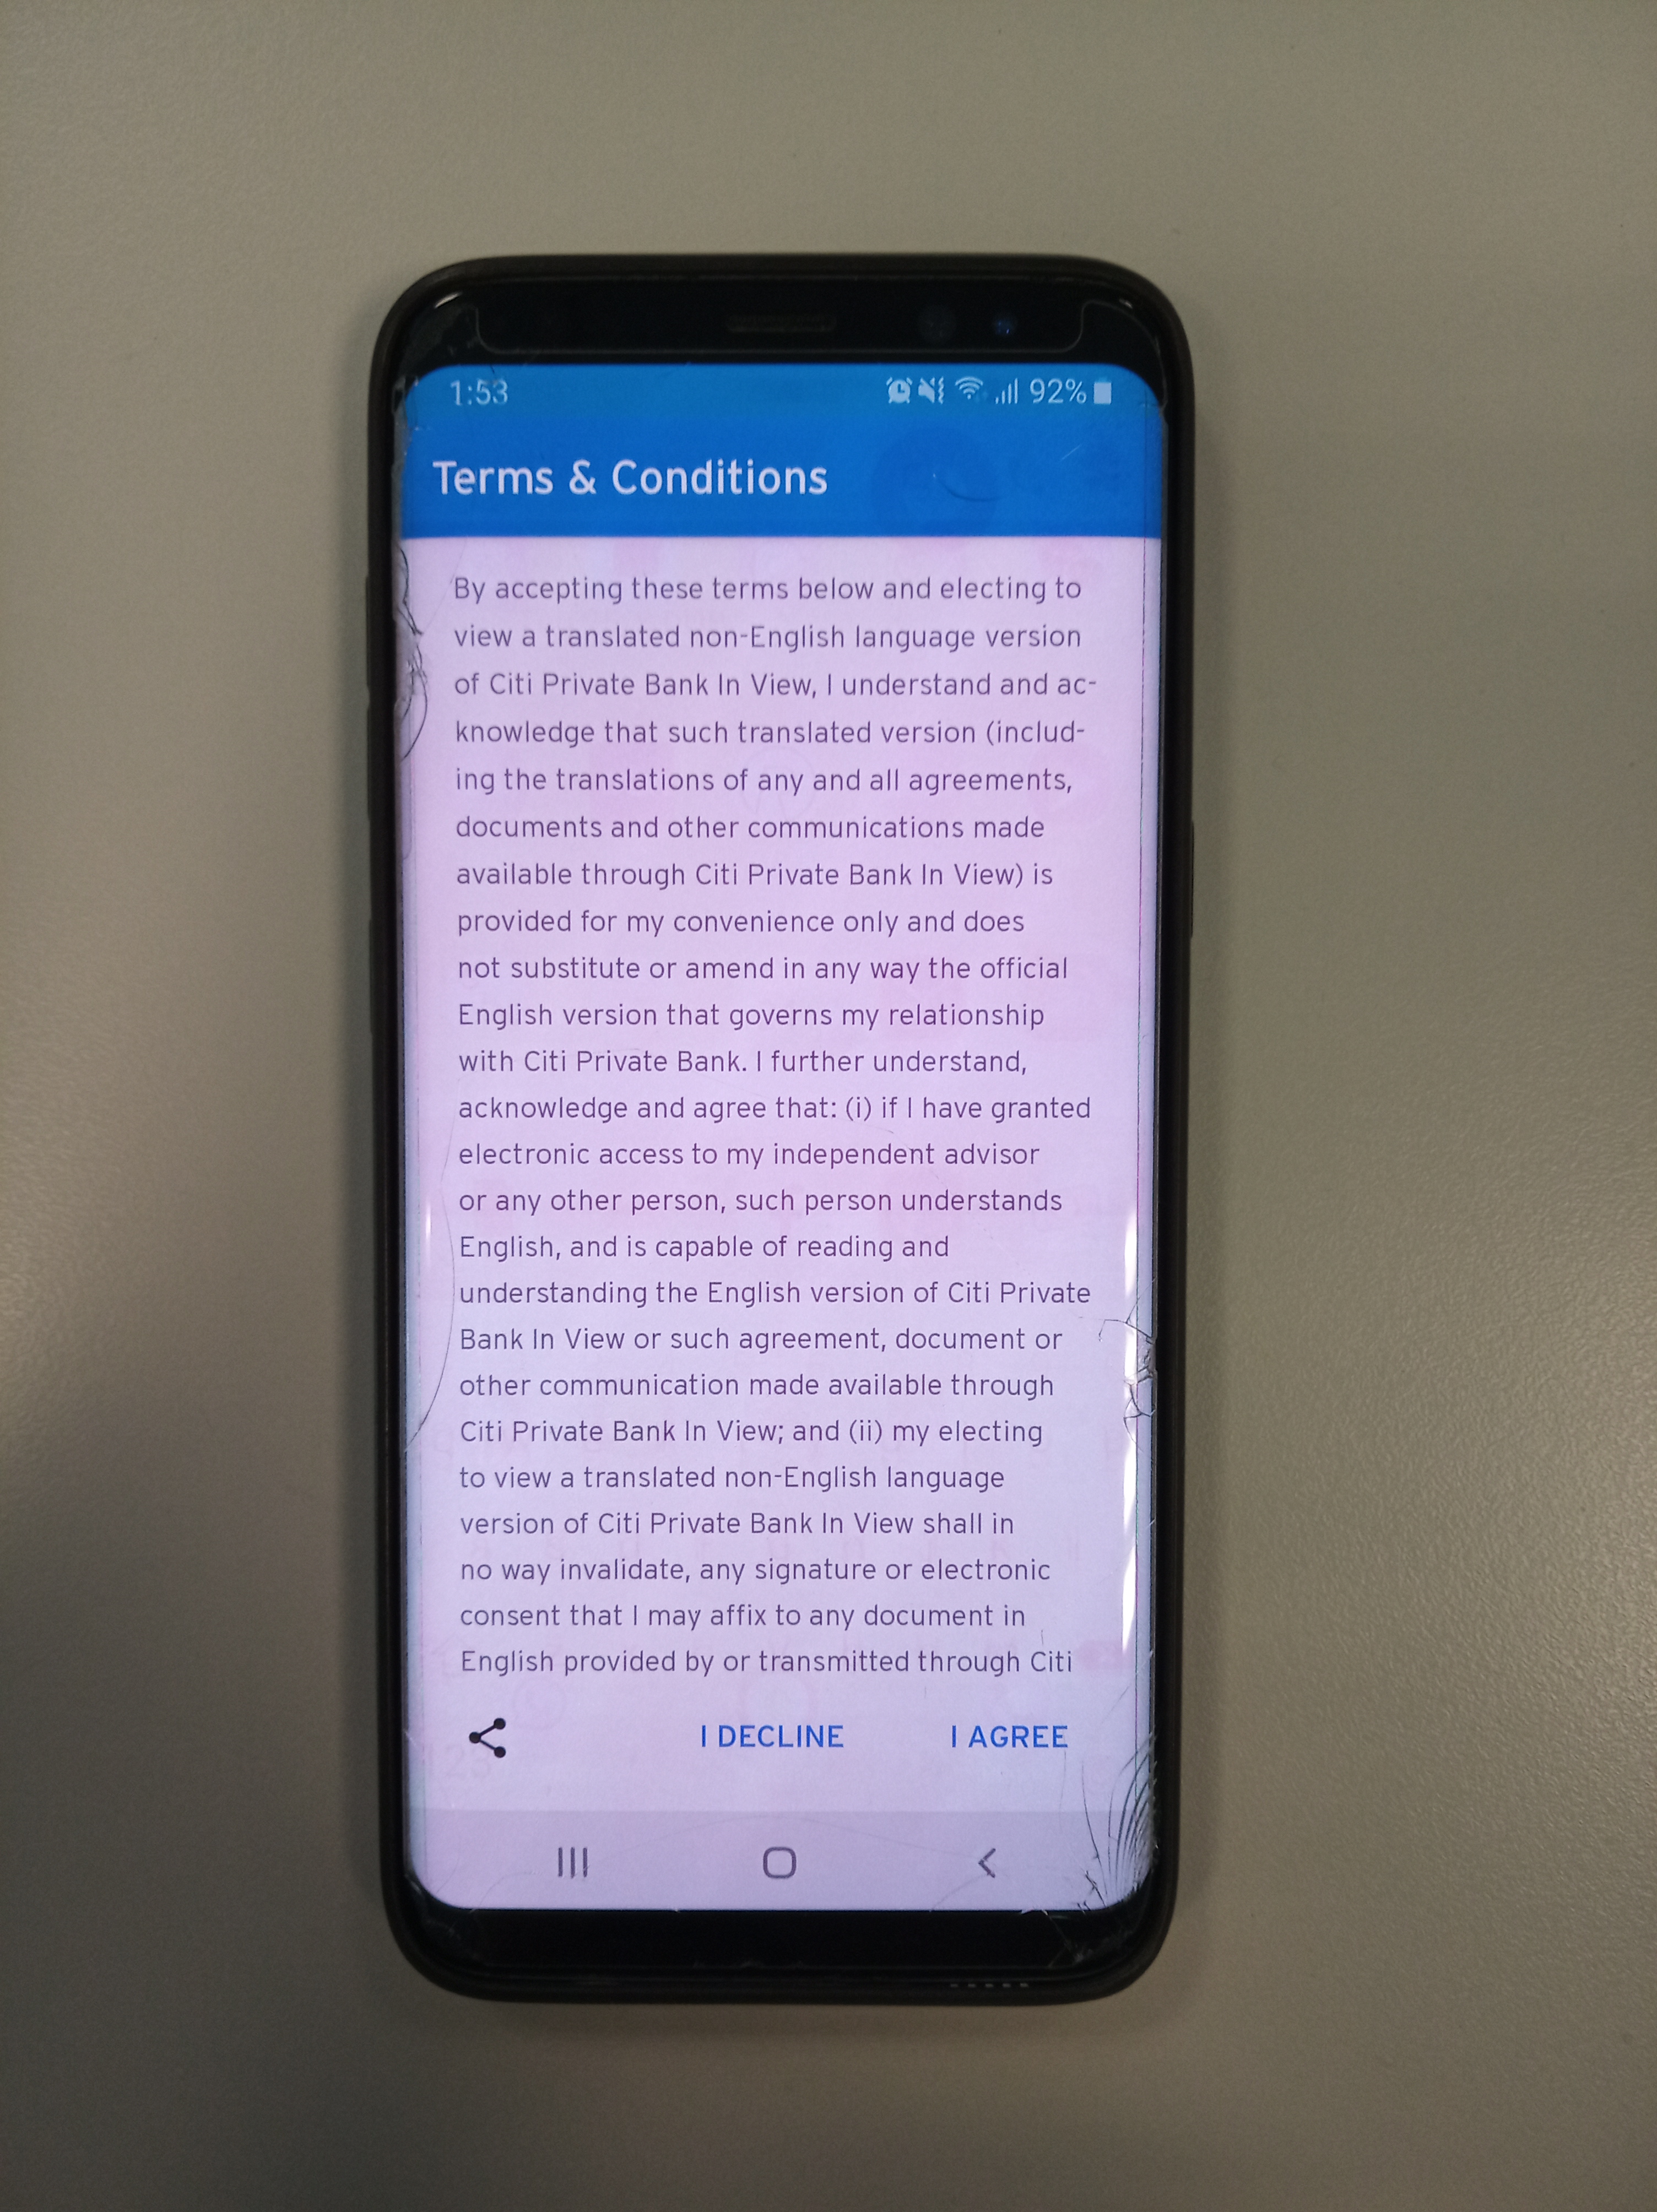 1:53
92%
Terms & Conditions
By accepting these terms below and electing to
view a translated non-English language version
of Citi Private Bank In View, I understand and ac-
knowledge that such translated version (includ-
ing the translations of any and all agreements,
documents and other communications made
available through Citi Private Bank In View) is
provided for my convenience only and does
not substitute or amend in any way the official
English version that governs my relationship
with Citi Private Bank. I further understand,
acknowledge and agree that: (i) if I have granted
electronic access to my independent advisor
or any other person, such person understands
English, and is capable of reading and
understanding the English version of Citi Private
Bank In View or such agreement, document or
other communication made available through
Citi Private Bank In View; and (ii) my electing
to view a translated non-English language
version of Citi Private Bank In View shall in
no way invalidate, any signature or electronic
consent that I may affix to any document in
English provided by or transmitted through Citi
I DECLINE
I AGREE